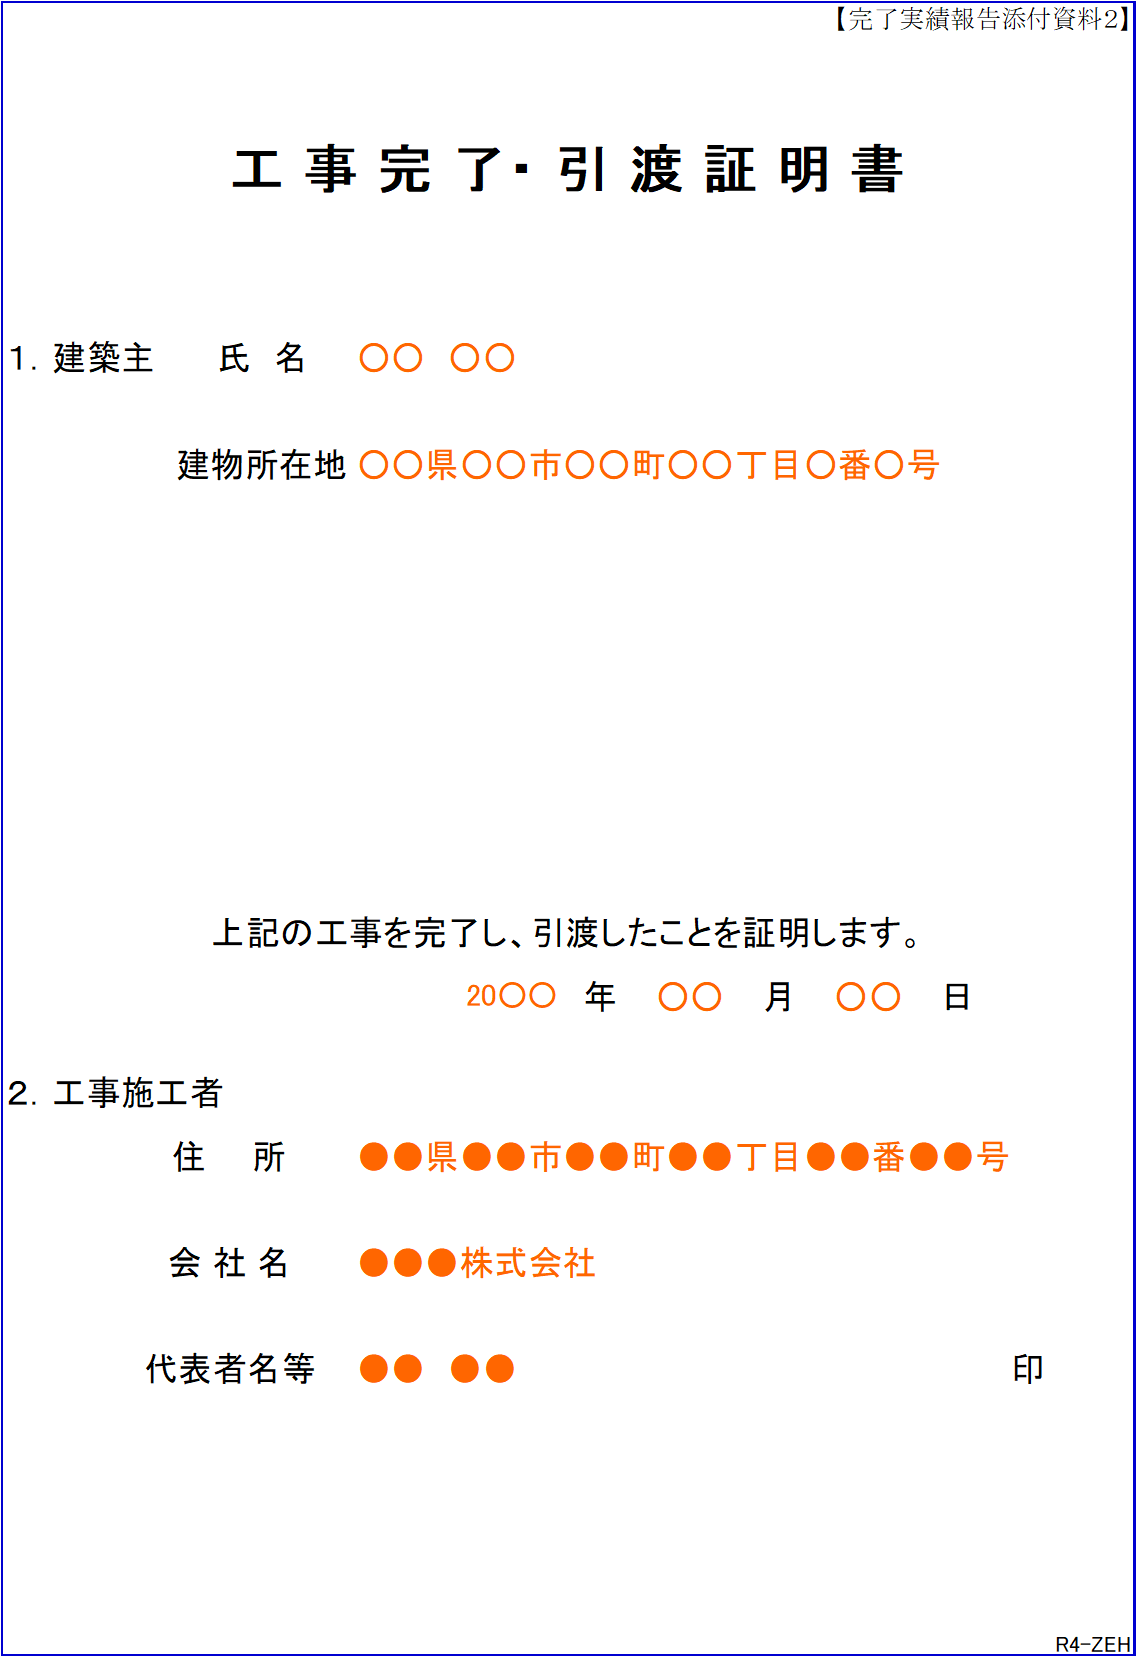 【完了実績報告添付資料２】
工事完了・引渡証明書
１．建築主　氏　名　〇〇　〇〇
建物所在地 〇〇県〇〇市〇〇町〇〇丁目〇番〇号
上記の工事を完了し、引渡したことを証明します。
20〇〇 年 〇〇 月 〇〇 日
２．工事施工者
住　所　●●県●●市●●町●●丁目●●番●●号
会 社 名　●●●株式会社
代表者名等　●●　●●　印
R4-ZEH